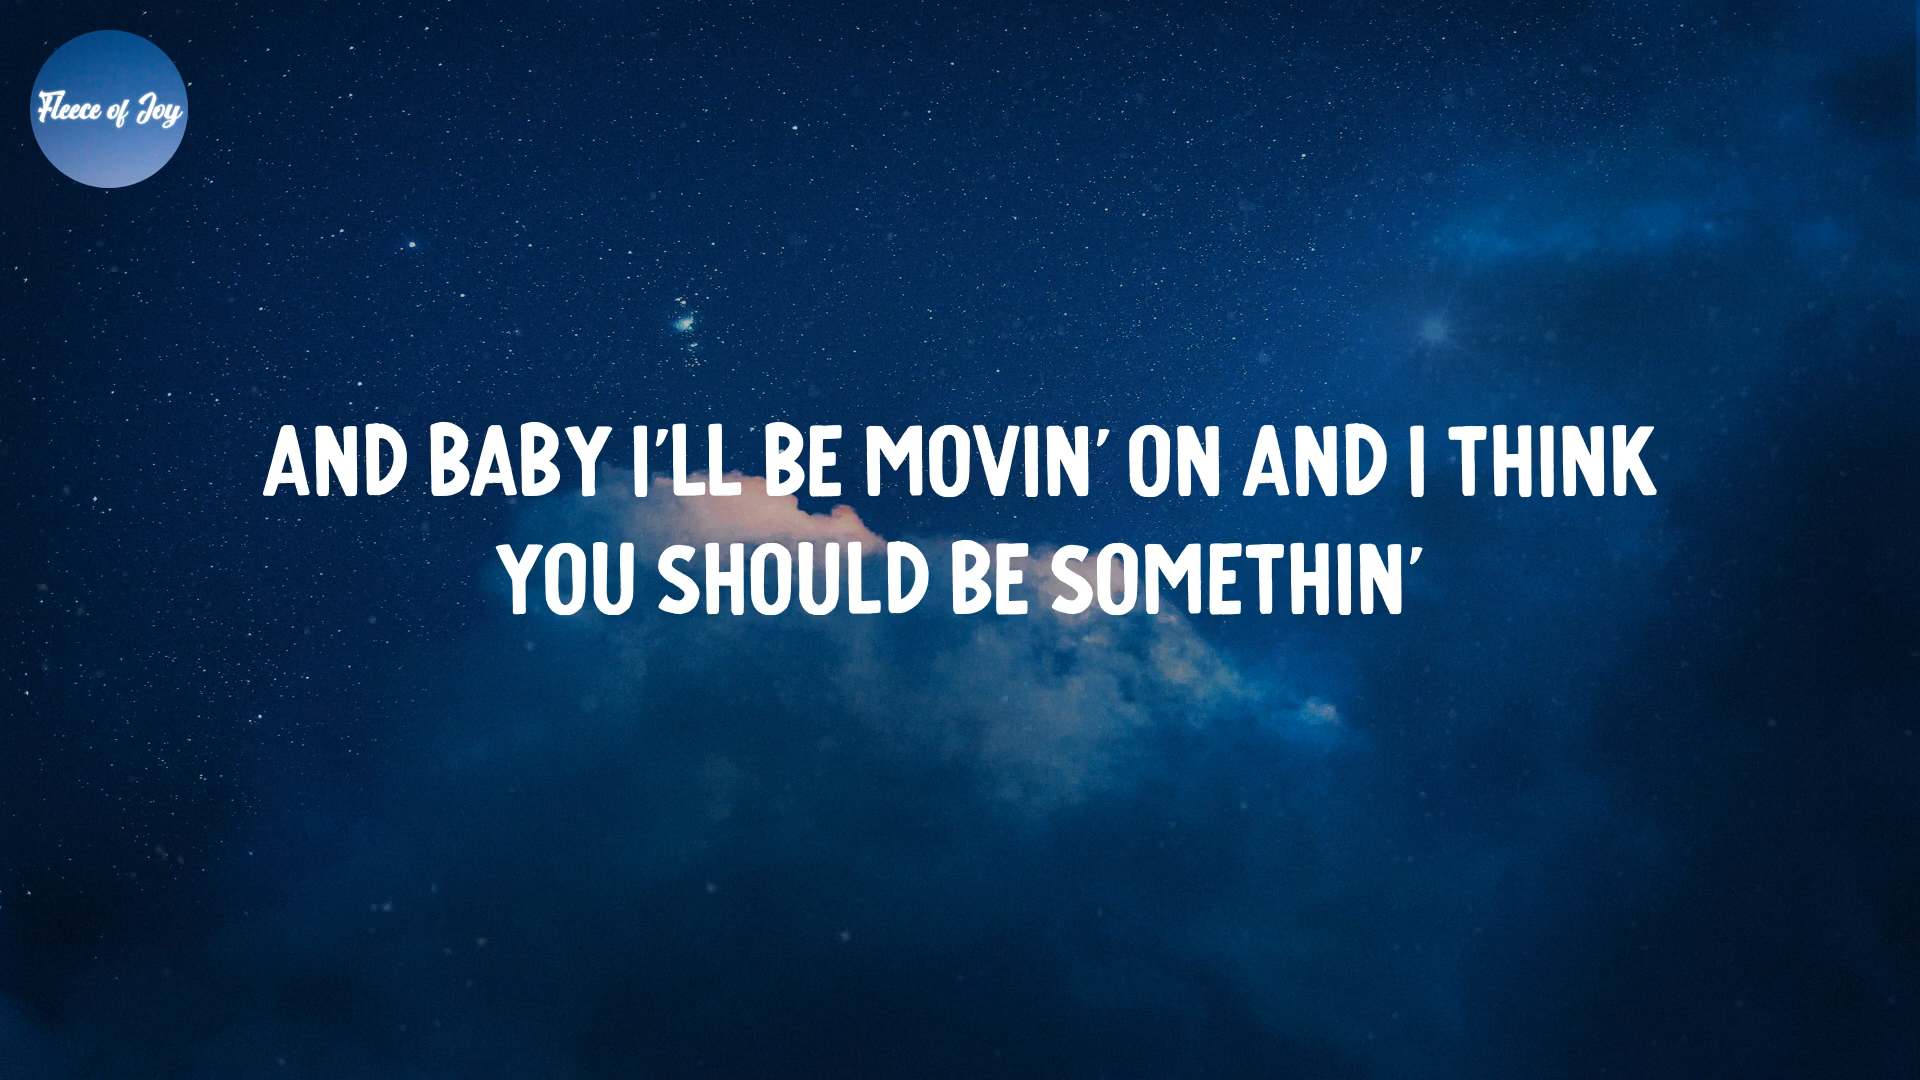 Fleece of Joy
AND BABY I'LL BE MOVIN' ON AND I THINK
YOU SHOULD BE SOMETHIN'